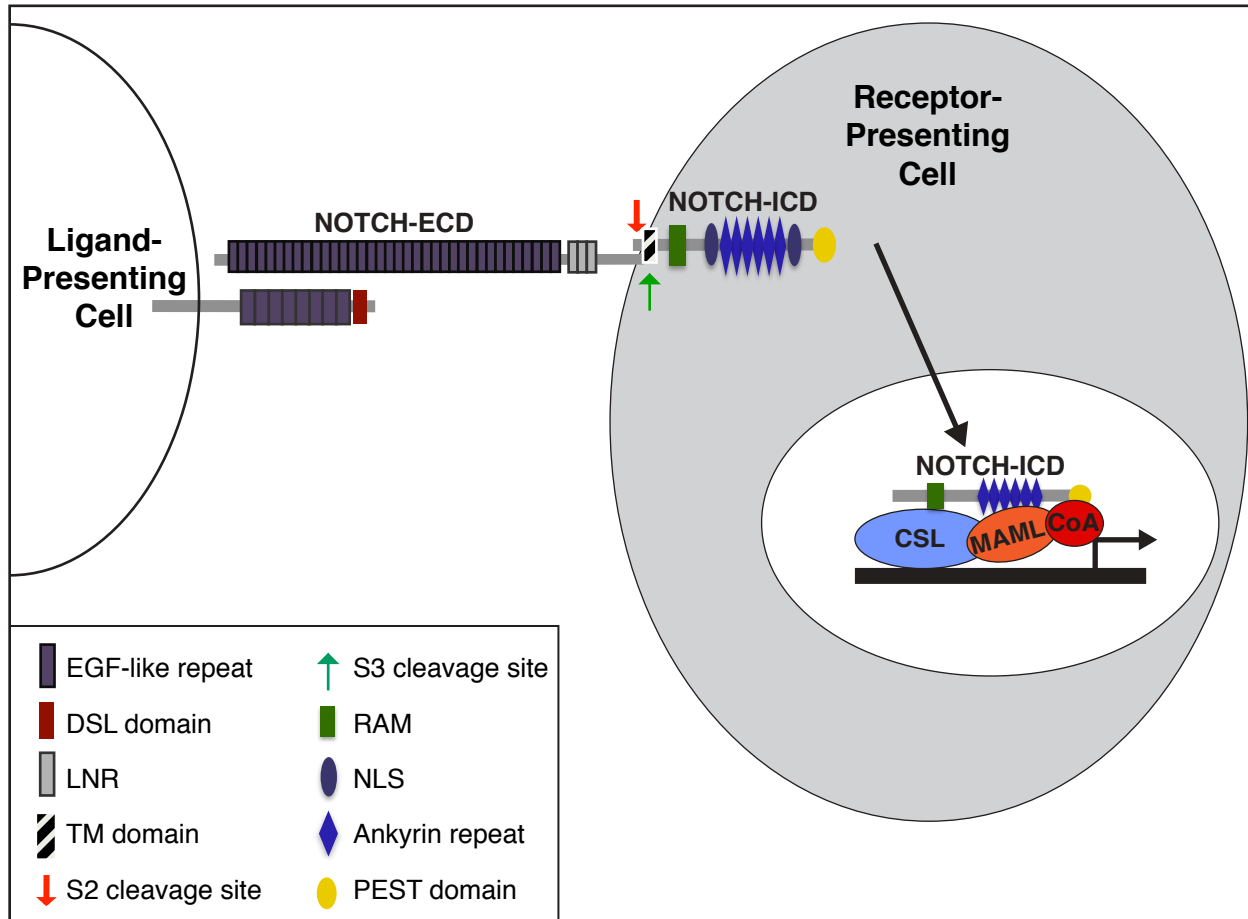 Ligand-
Presenting
Cell
NOTCH-ECD
Receptor-
Presenting
Cell
NOTCH-ICD
NOTCH-ICD
CSL
MAML
CoA
EGF-like repeat
DSL domain
LNR
TM domain
S2 cleavage site
S3 cleavage site
RAM
NLS
Ankyrin repeat
PEST domain